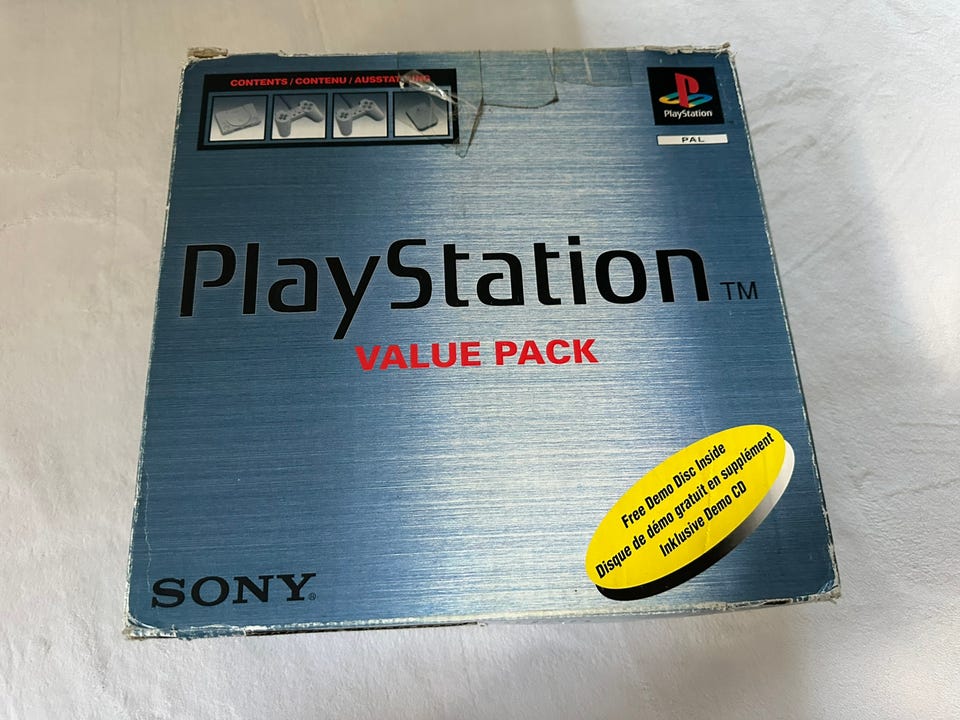 CONTENTS / CONTENU /
PlayStation
PAL
PlayStation TM
VALUE PACK
Free Demo Disc Inside
Disque de démo gratuit en supplément
Inklusive Demo CD
SONY®